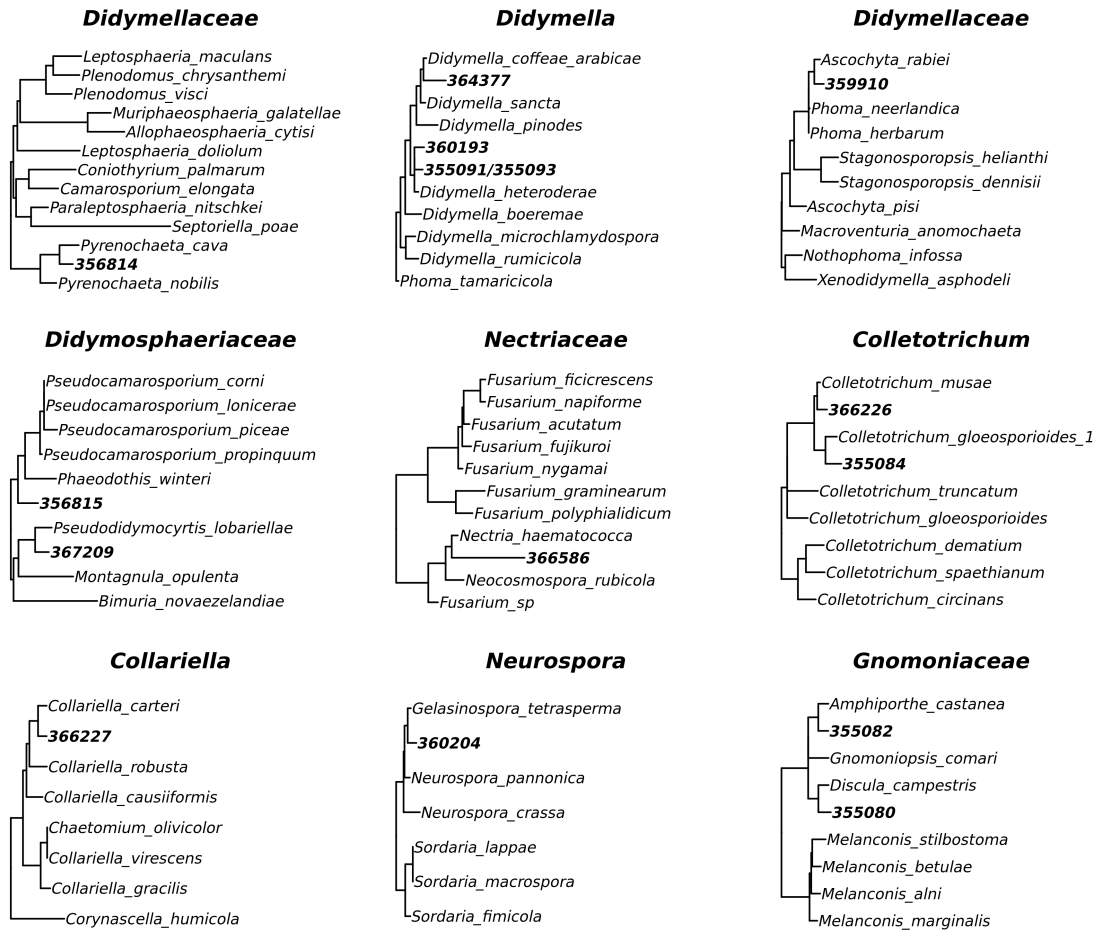 Didymellaceae
Leptosphaeria_maculans
Plenodomus_chrysanthemi
Plenodomus_visci
Muriphaeosphaeria_galatellae
Allophaeosphaeria_cytisi
Leptosphaeria_doliolum
Coniothyrium_palmarum
Camarosporium_elongata
Paraleptosphaeria_nitschkei
Septoriella_poae
Pyrenochaeta_cava
356814
Pyrenochaeta_nobilis
Didymella
Didymella_coffeae_arabicae
364377
Didymella_sancta
Didymella_pinodes
360193
355091/355093
Didymella_heteroderae
Didymella_boeremae
Didymella_microchlamydospora
Didymella_rumicicola
Phoma_tamaricicola
Didymellaceae
Ascochyta_rabiei
359910
Phoma_neerlandica
Phoma_herbarum
Stagonosporopsis_helianthi
Stagonosporopsis_dennisii
Ascochyta_pisi
Macroventuria_anomochaeta
Nothophoma_infossa
Xenodidymella_asphodeli
Didymosphaeriaceae
Pseudocamarosporium_corni
Pseudocamarosporium_lonicerae
Pseudocamarosporium_piceae
Pseudocamarosporium_propinquum
Phaeodothis_winteri
356815
Pseudodidymocyrtis_lobariellae
367209
Montagnula_opulenta
Bimuria_novaezelandiae
Nectriaceae
Fusarium_ficicrescens
Fusarium_napiforme
Fusarium_acutatum
Fusarium_fujikuroi
Fusarium_nygamai
Fusarium_graminearum
Fusarium_polyphialidicum
Nectria_haematococca
366586
Neocosmospora_rubicola
Fusarium_sp
Colletotrichum
Colletotrichum_musae
366226
Colletotrichum_gloeosporioides_1
355084
Colletotrichum_truncatum
Colletotrichum_gloeosporioides
Colletotrichum_dematium
Colletotrichum_spaethianum
Colletotrichum_circinans
Collariella
Collariella_carteri
366227
Collariella_robusta
Collariella_causiiformis
Chaetomium_olivicolor
Collariella_virescens
Collariella_gracilis
Corynascella_humicola
Neurospora
Gelasinospora_tetrasperma
360204
Neurospora_pannonica
Neurospora_crassa
Sordaria_lappae
Sordaria_macrospora
Sordaria_fimicola
Gnomoniaceae
Amphiporthe_castanea
355082
Gnomoniopsis_comari
Discula_campestris
355080
Melanconis_stilbostoma
Melanconis_betulae
Melanconis_alni
Melanconis_marginalis